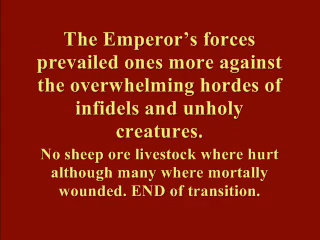 The Emperor's forces
prevailed ones more against
the overwhelming hordes of
infidels and unholy
creatures.
No sheep ore livestock where hurt
although many where mortally
wounded. END of transition.